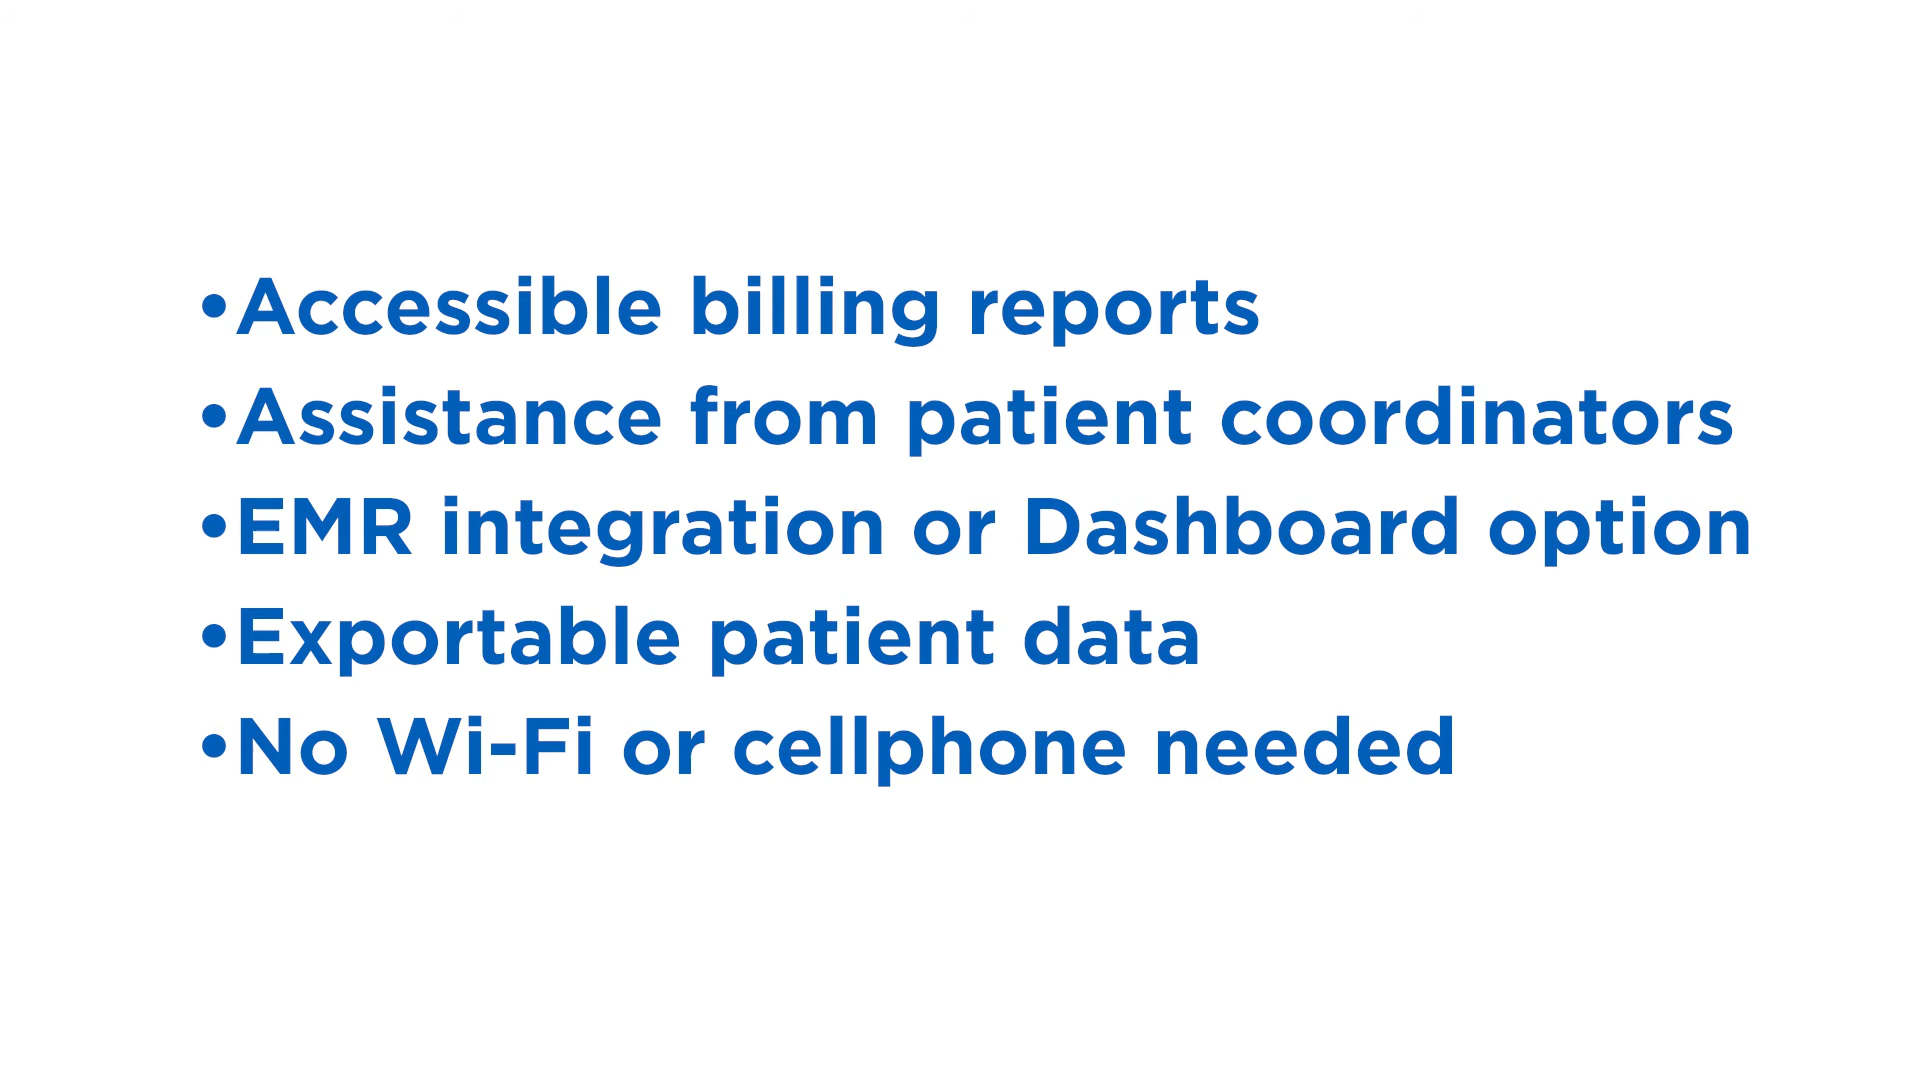 •Accessible billing reports
•Assistance from patient coordinators
•EMR integration or Dashboard option
•Exportable patient data
•No Wi-Fi or cellphone needed